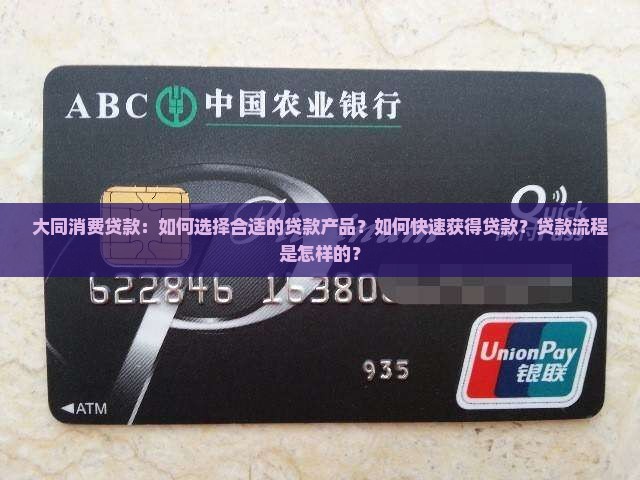 ABC 中国农业银行
Quick
大同消费贷款：如何选择合适的贷款产品？如何快速获得贷款？贷款流程
是怎样的？
Platinum
622846 16380
935
UnionPay
银联
◀ATM